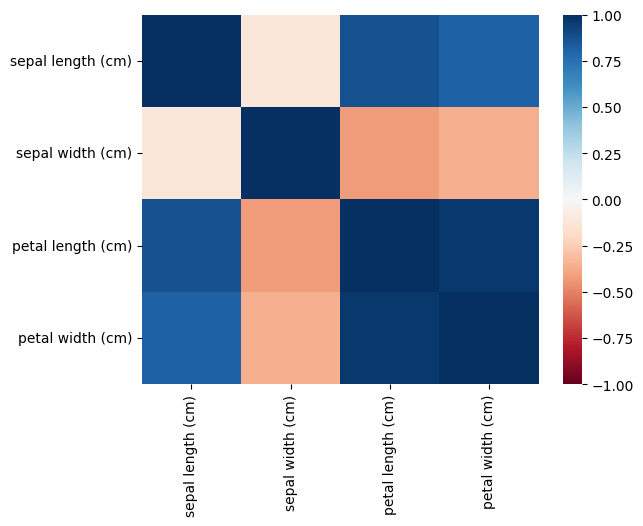 sepal length (cm)
sepal width (cm)
petal length (cm)
petal width (cm)
sepal length (cm)
sepal width (cm)
petal length (cm)
petal width (cm)
1.00
0.75
0.50
0.25
0.00
−0.25
−0.50
−0.75
−1.00